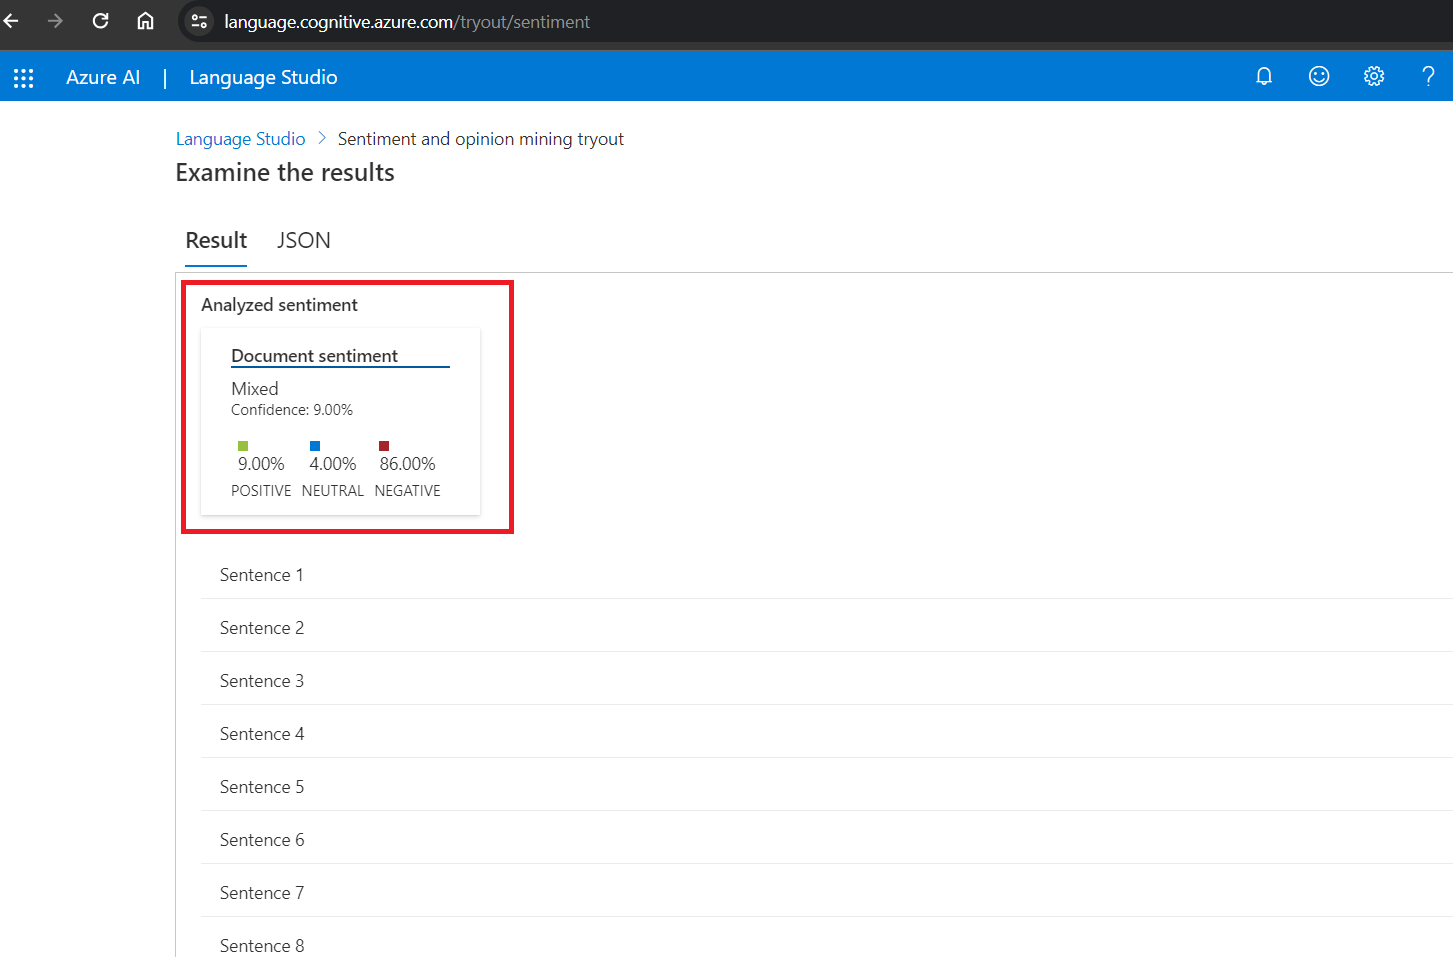 language.cognitive.azure.com/tryout/sentiment
Azure AI | Language Studio
Language Studio > Sentiment and opinion mining tryout
Examine the results
Result JSON
Analyzed sentiment
Document sentiment
Mixed
Confidence: 9.00%
9.00% 4.00% 86.00%
POSITIVE NEUTRAL NEGATIVE
Sentence 1
Sentence 2
Sentence 3
Sentence 4
Sentence 5
Sentence 6
Sentence 7
Sentence 8